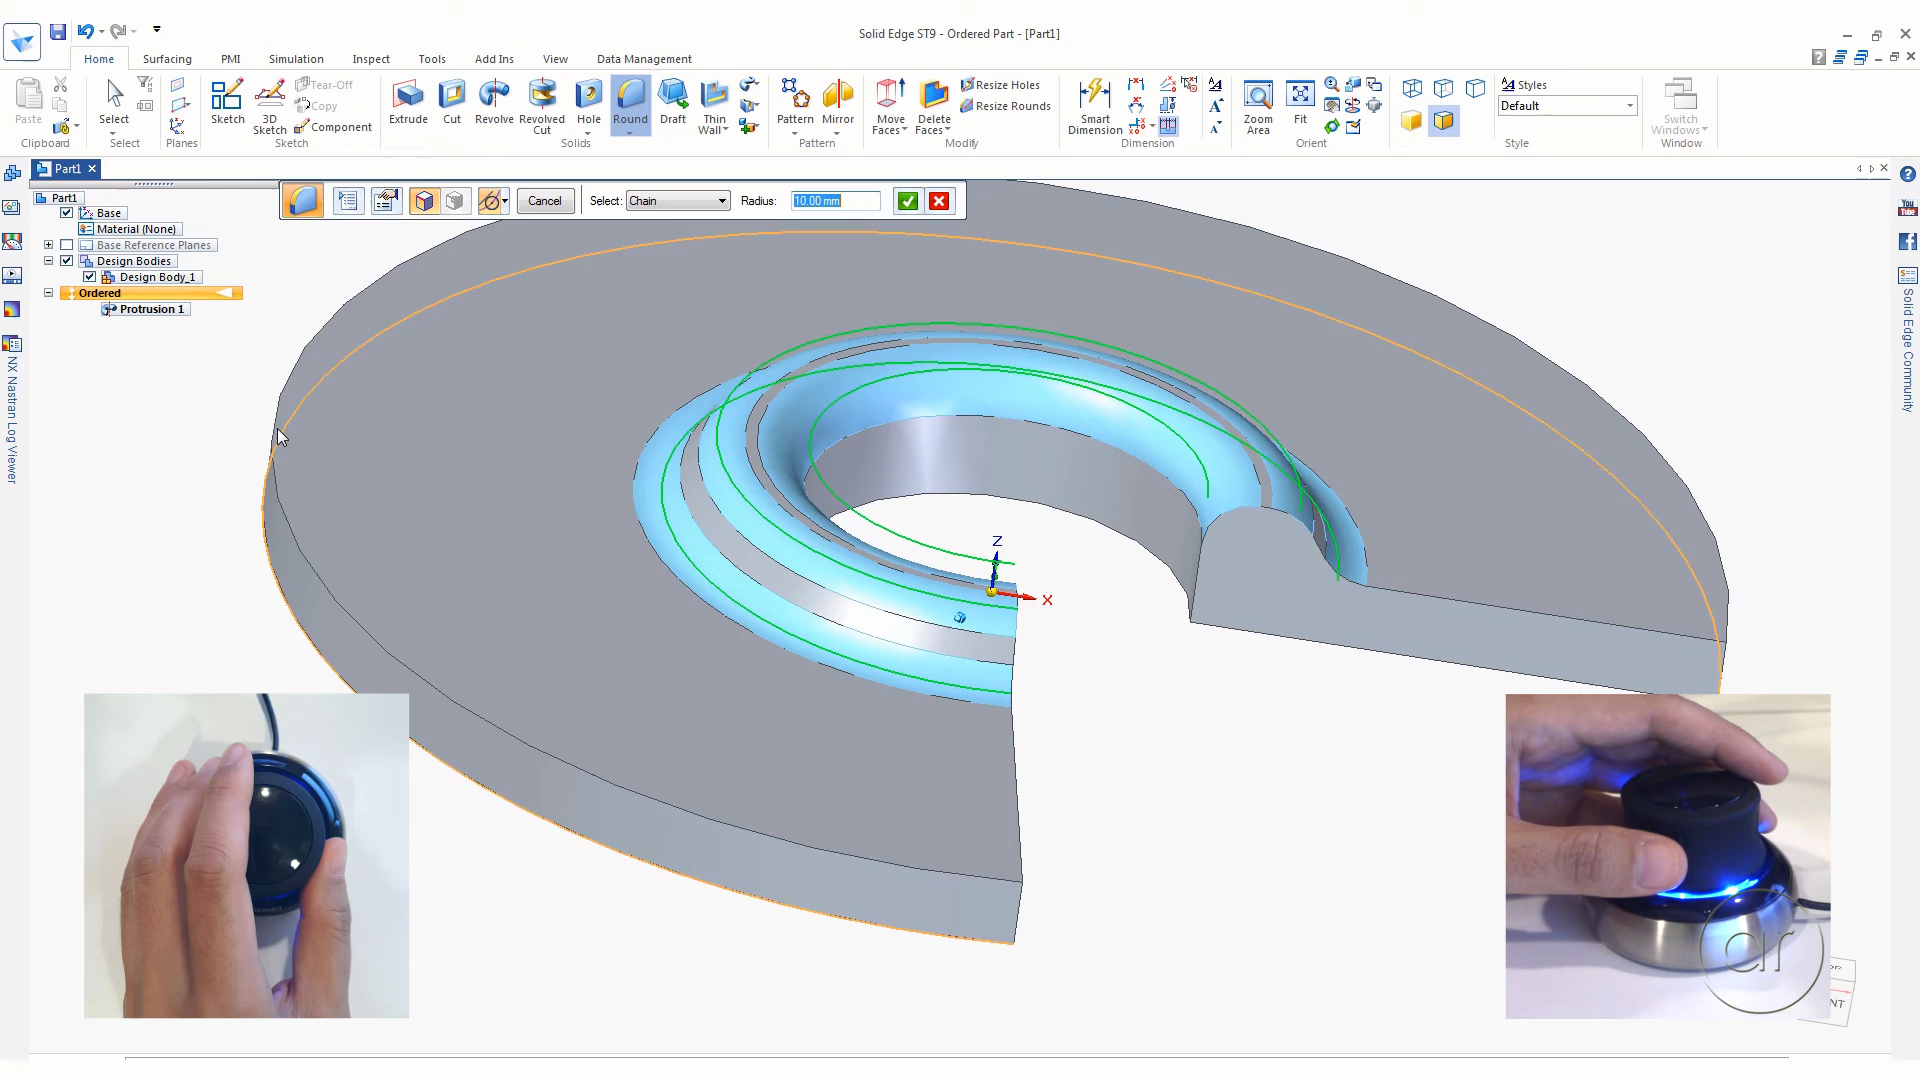 Solid Edge ST9 - Ordered Part - [Part1]
Home Surfacing PMI Simulation Inspect Tools Add Ins View Data Management
Paste
Clipboard
Select
Select
Planes
Sketch
3D Sketch
Tear-Off
Copy
Component
Sketch
Extrude
Cut
Revolve
Revolved Cut
Hole
Round
Draft
Thin Wall
Solids
Pattern
Mirror
Pattern
Move Faces
Delete Faces
Resize Holes
Resize Rounds
Modify
Smart Dimension
Dimension
Zoom Area
Fit
Orient
Styles
Default
Style
Switch Windows
Window
Part1
Cancel
Select: Chain
Radius: 10.00 mm
Part1
Base
Material (None)
Base Reference Planes
Design Bodies
Design Body_1
Ordered
Protrusion 1
NX Nastran Log Viewer
You Tube
Solid Edge Community
Z
X
ar
NT